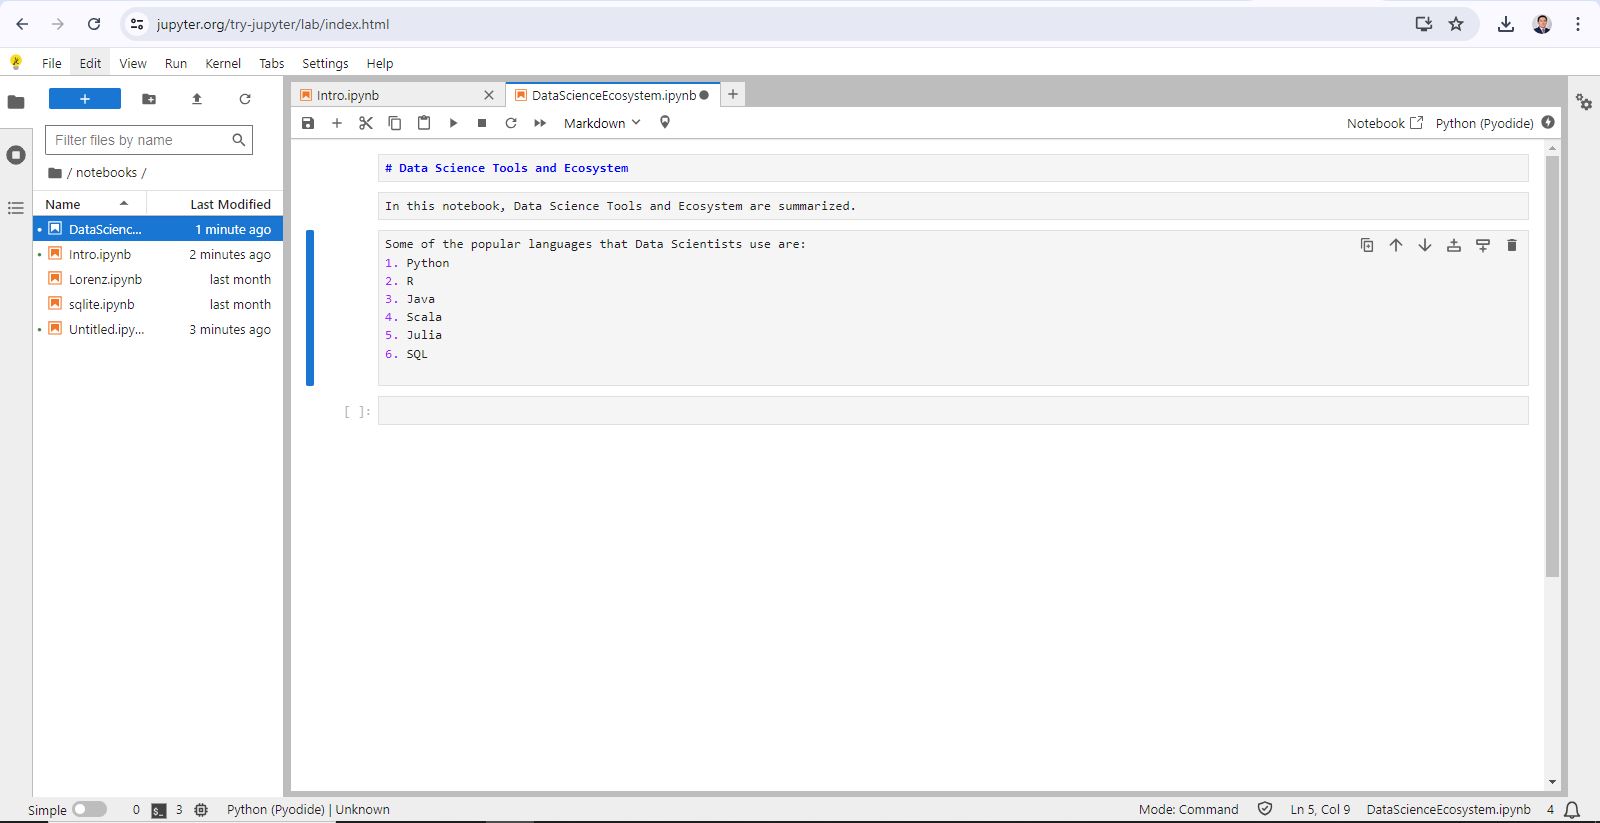 jupyter.org/try-jupyter/lab/index.html
File Edit View Run Kernel Tabs Settings Help
Intro.ipynb
DataScienceEcosystem.ipynb
Markdown
Notebook
Python (Pyodide)
Filter files by name
/ notebooks /
Name Last Modified
DataScienc... 1 minute ago
Intro.ipynb 2 minutes ago
Lorenz.ipynb last month
sqlite.ipynb last month
Untitled.ipy... 3 minutes ago
# Data Science Tools and Ecosystem
In this notebook, Data Science Tools and Ecosystem are summarized.
Some of the popular languages that Data Scientists use are:
1. Python
2. R
3. Java
4. Scala
5. Julia
6. SQL
[ ]:
Simple 0 $_ 3 Python (Pyodide) | Unknown Mode: Command Ln 5, Col 9 DataScienceEcosystem.ipynb 4